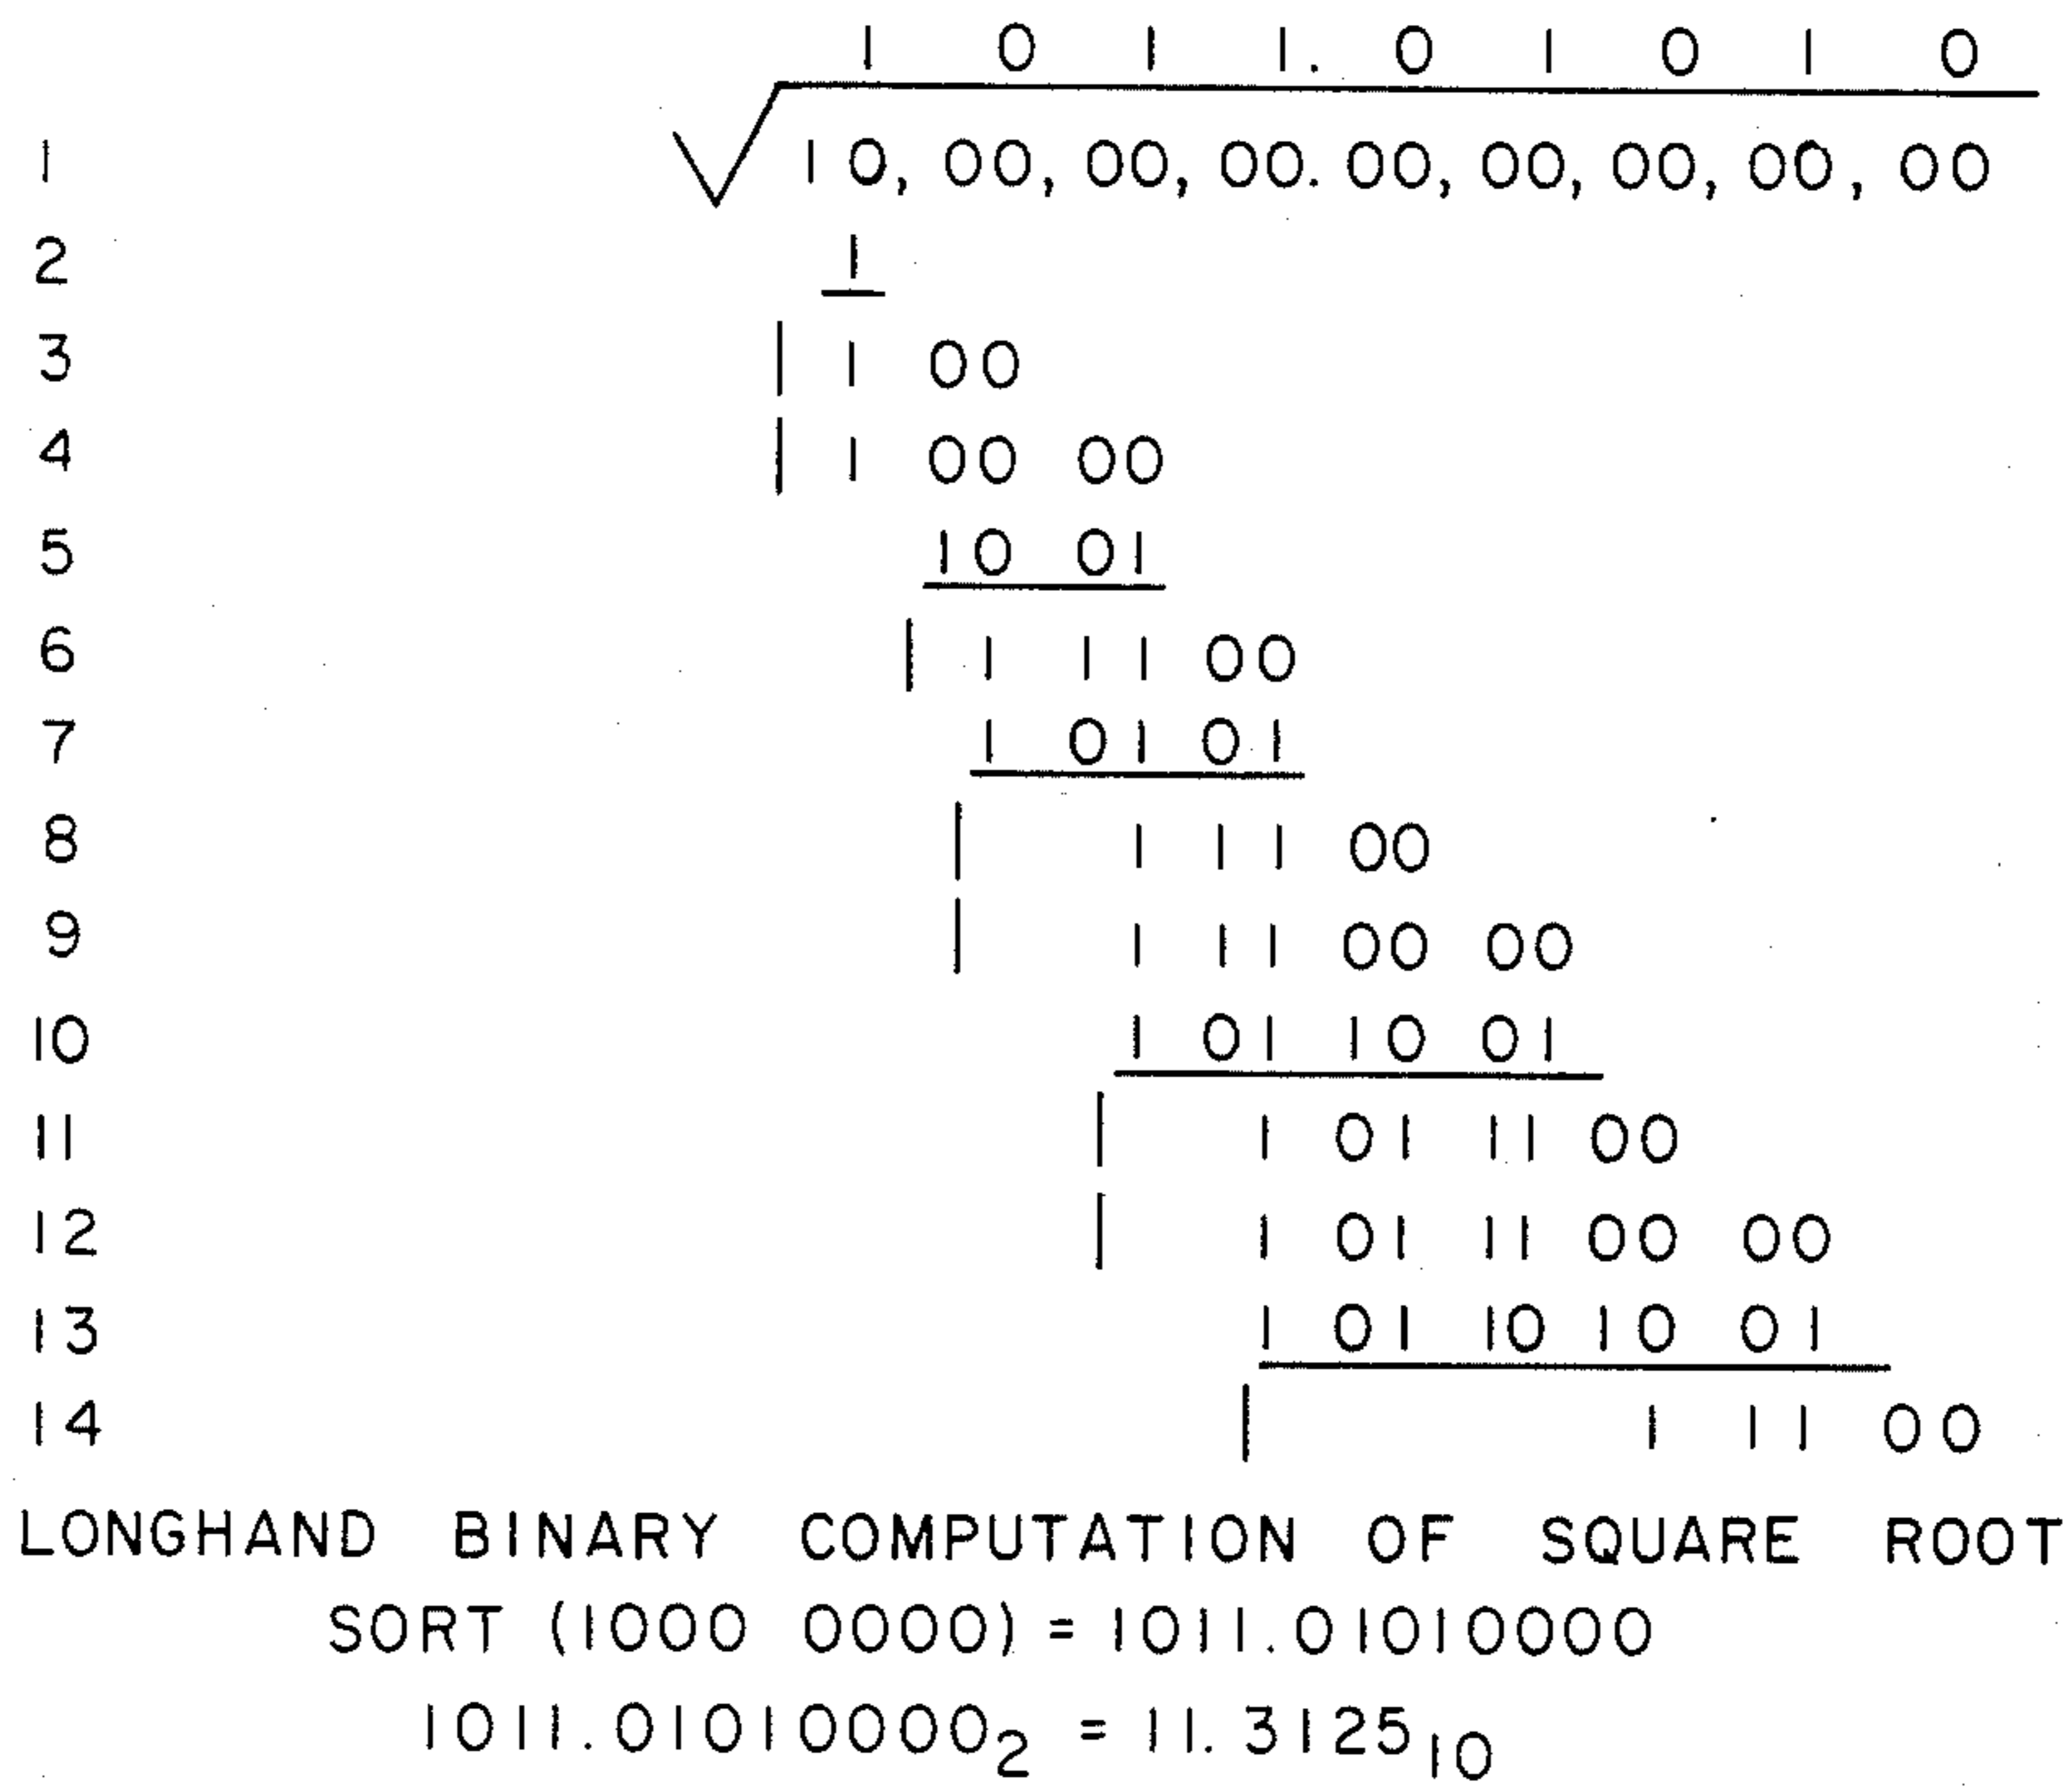 1 0 1 1. 0 1 0 1 0
1 √10,00,00,00.00,00,00,00,00
2 1
3 | 1 00
4 | 1 00 00
5 10 01
6 | 1 11 00
7 1 01 01
8 | 1 11 00
9 | 1 11 00 00
10 1 01 10 01
11 | 1 01 11 00
12 | 1 01 11 00 00
13 1 01 10 10 01
14 | 1 11 00
LONGHAND BINARY COMPUTATION OF SQUARE ROOT
SORT (1000 0000) = 1011.01010000
1011.01010000₂ = 11.3125₁₀